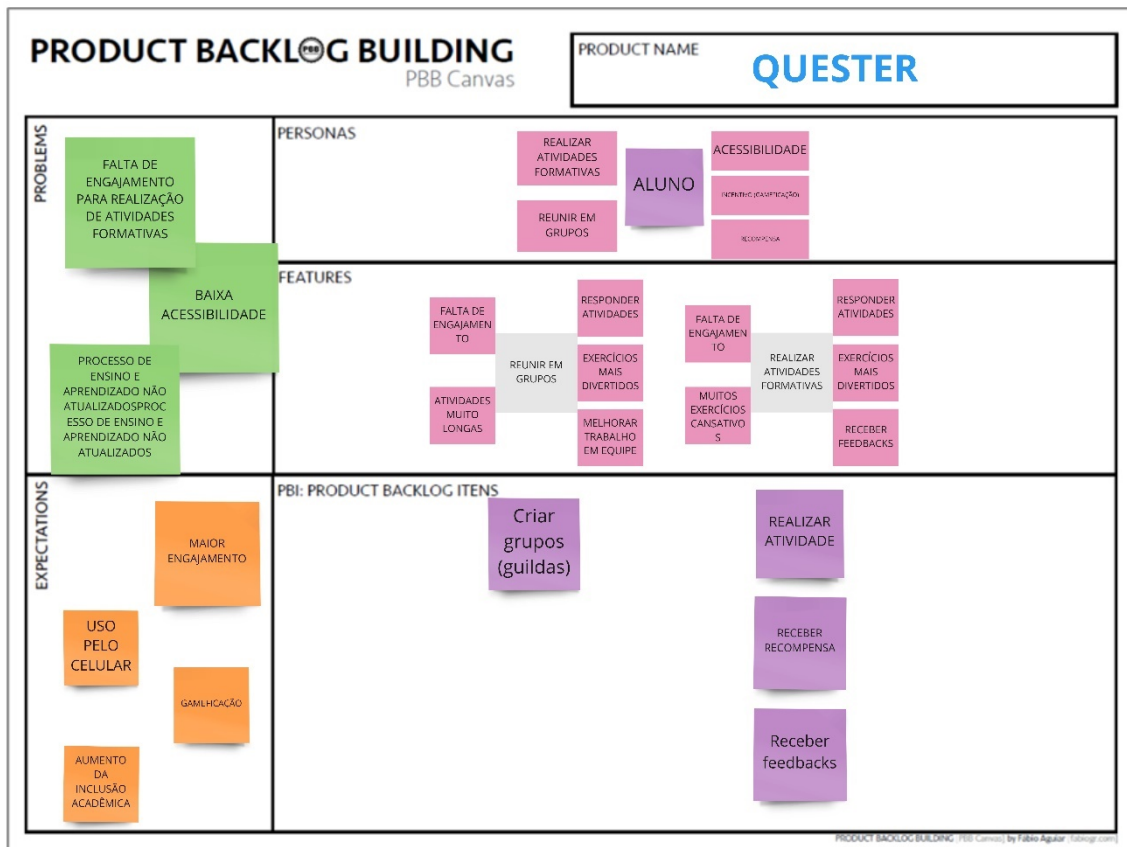 PRODUCT BACKLOG BUILDING
PBB Canvas
PRODUCT NAME
QUESTER
PROBLEMS
FALTA DE
ENGAJAMENTO
PARA REALIZAÇÃO
DE ATIVIDADES
FORMATIVAS
BAIXA
ACESSIBILIDADE
PROCESSO DE
ENSINO E
APRENDIZADO NÃO
ATUALIZADOSPROC
ESSO DE ENSINO E
APRENDIZADO NÃO
ATUALIZADOS
PERSONAS
REALIZAR
ATIVIDADES
FORMATIVAS
REUNIR EM
GRUPOS
ALUNO
ACESSIBILIDADE
INCENTIVO (GAMEFICAÇÃO)
RECOMPENSA
FEATURES
FALTA DE
ENGAJAMEN
TO
ATIVIDADES
MUITO
LONGAS
REUNIR EM
GRUPOS
RESPONDER
ATIVIDADES
EXERCÍCIOS
MAIS
DIVERTIDOS
MELHORAR
TRABALHO
EM EQUIPE
FALTA DE
ENGAJAMEN
TO
MUITOS
EXERCÍCIOS
CANSATIVO
S
REALIZAR
ATIVIDADES
FORMATIVAS
RESPONDER
ATIVIDADES
EXERCÍCIOS
MAIS
DIVERTIDOS
RECEBER
FEEDBACKS
EXPECTATIONS
MAIOR
ENGAJAMENTO
USO
PELO
CELULAR
GAMIFICAÇÃO
AUMENTO
DA
INCLUSÃO
ACADÊMICA
PBI: PRODUCT BACKLOG ITENS
Criar
grupos
(guildas)
REALIZAR
ATIVIDADE
RECEBER
RECOMPENSA
Receber
feedbacks
PRODUCT BACKLOG BUILDING | PBB Canvas | by Fábio Aguiar | fabiogr.com